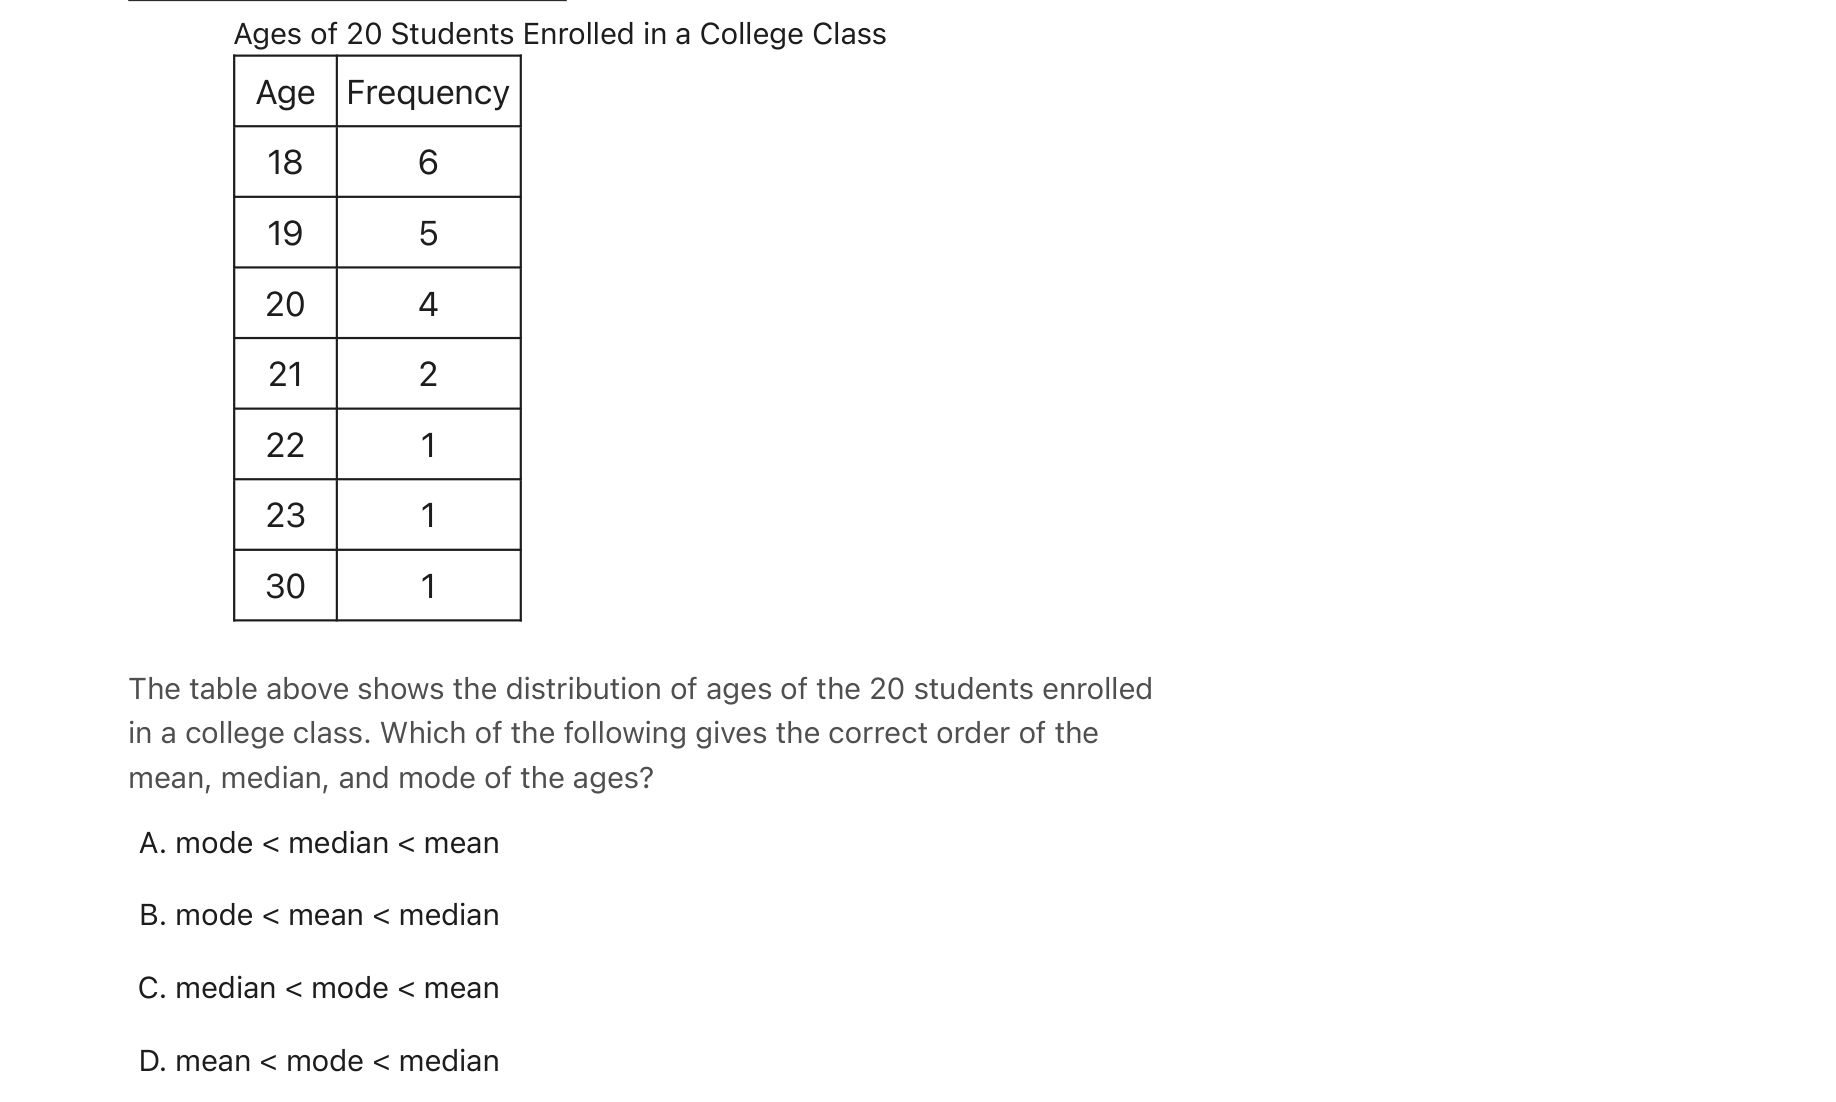 Ages of 20 Students Enrolled in a College Class
Age Frequency
18 6
19 5
20 4
21 2
22 1
23 1
30 1
The table above shows the distribution of ages of the 20 students enrolled
in a college class. Which of the following gives the correct order of the
mean, median, and mode of the ages?
A. mode < median < mean
B. mode < mean < median
C. median < mode < mean
D. mean < mode < median